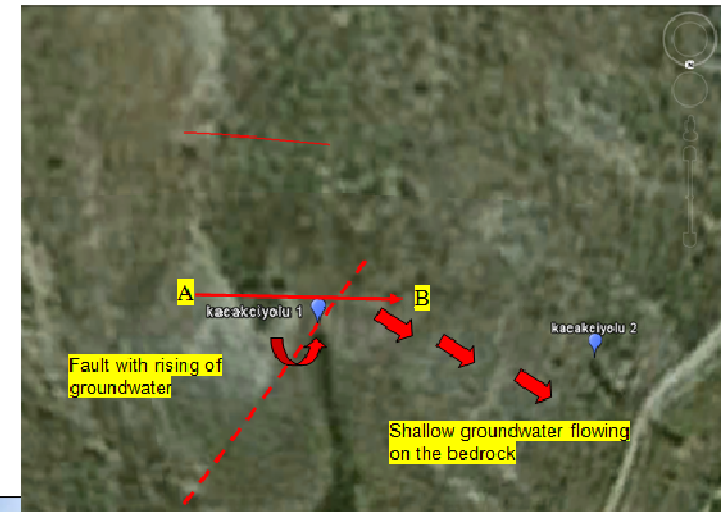 A
B
kacakciyolu 1
kacakciyolu 2
Fault with rising of
groundwater
Shallow groundwater flowing
on the bedrock